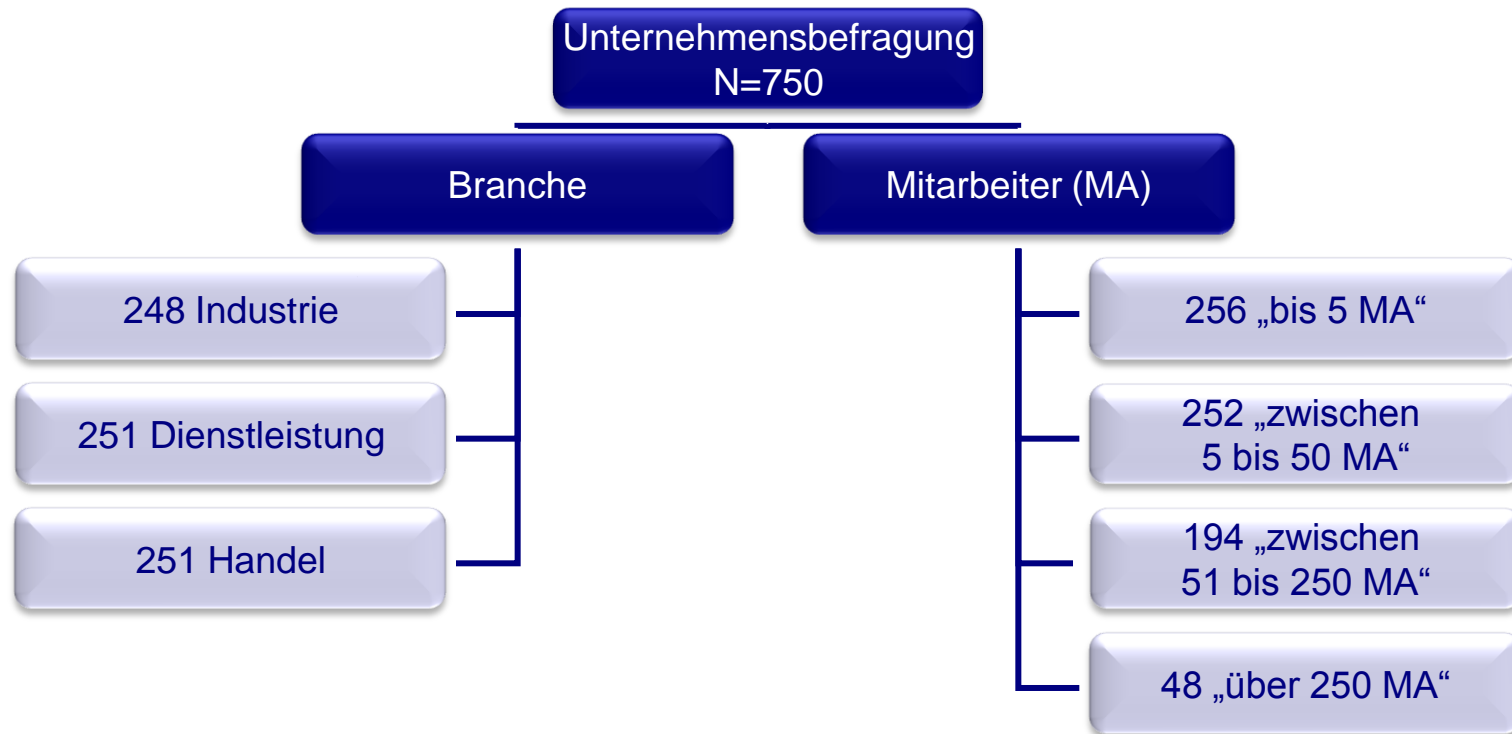 Unternehmensbefragung
N=750
Branche
Mitarbeiter (MA)
248 Industrie
251 Dienstleistung
251 Handel
256 „bis 5 MA“
252 „zwischen
5 bis 50 MA“
194 „zwischen
51 bis 250 MA“
48 „über 250 MA“